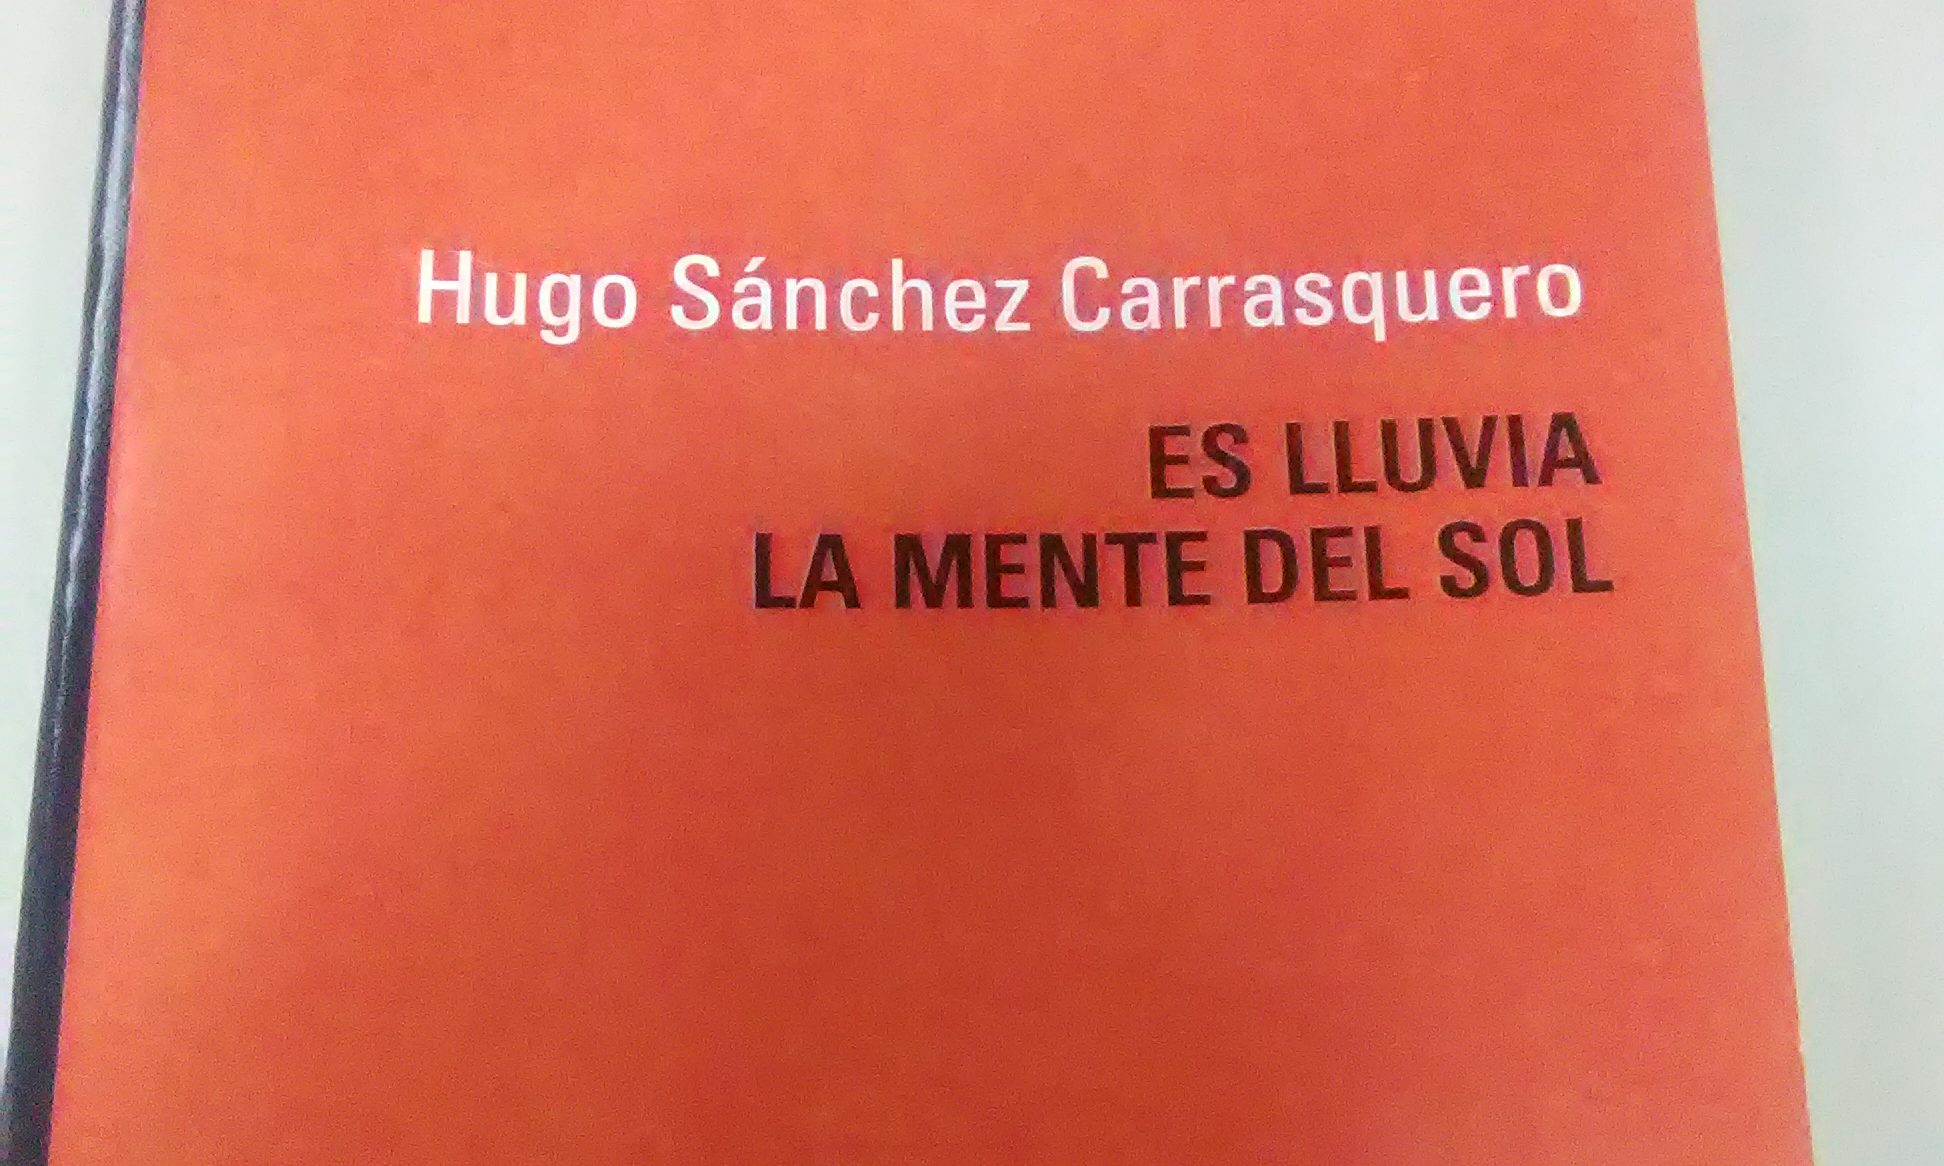 Hugo Sánchez Carrasquero
ES LLUVIA
LA MENTE DEL SOL